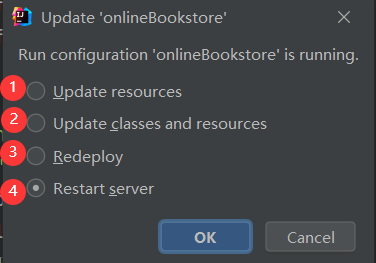 Update 'onlineBookstore'
Run configuration 'onlineBookstore' is running.
1 Update resources
2 Update classes and resources
3 Redeploy
4 Restart server
OK Cancel